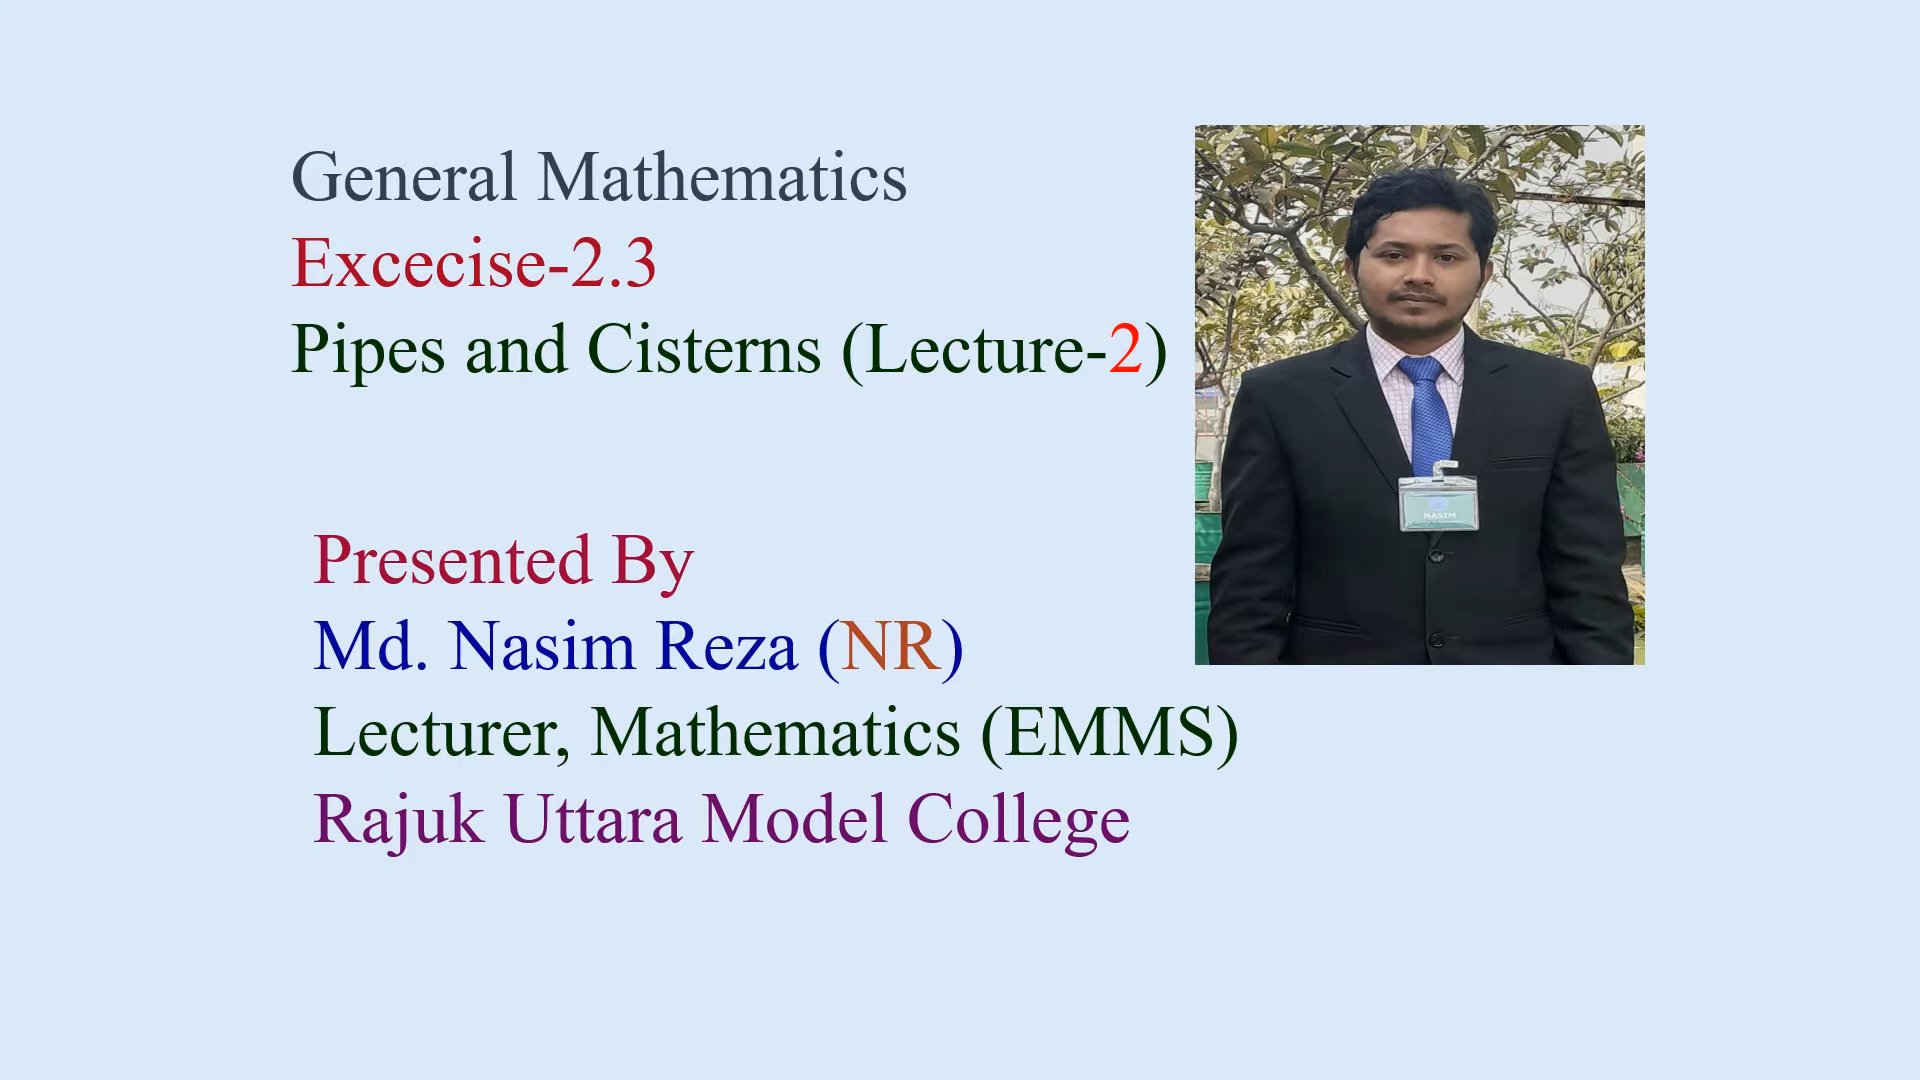 General Mathematics
Excecise-2.3
Pipes and Cisterns (Lecture-2)
Presented By
Md. Nasim Reza (NR)
Lecturer, Mathematics (EMMS)
Rajuk Uttara Model College
NASIM